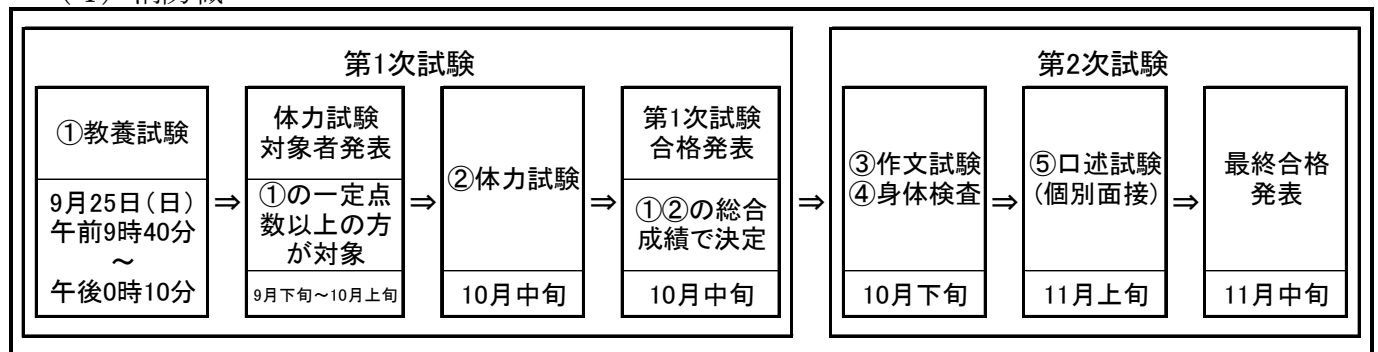 第1次試験
①教養試験
9月25日(日)
午前9時40分
～
午後0時10分
⇒
体力試験
対象者発表
①の一定点
数以上の方
が対象
9月下旬～10月上旬
⇒
②体力試験
10月中旬
⇒
第1次試験
合格発表
①②の総合
成績で決定
10月中旬
⇒
第2次試験
③作文試験
④身体検査
10月下旬
⇒
⑤口述試験
(個別面接)
11月上旬
⇒
最終合格
発表
11月中旬